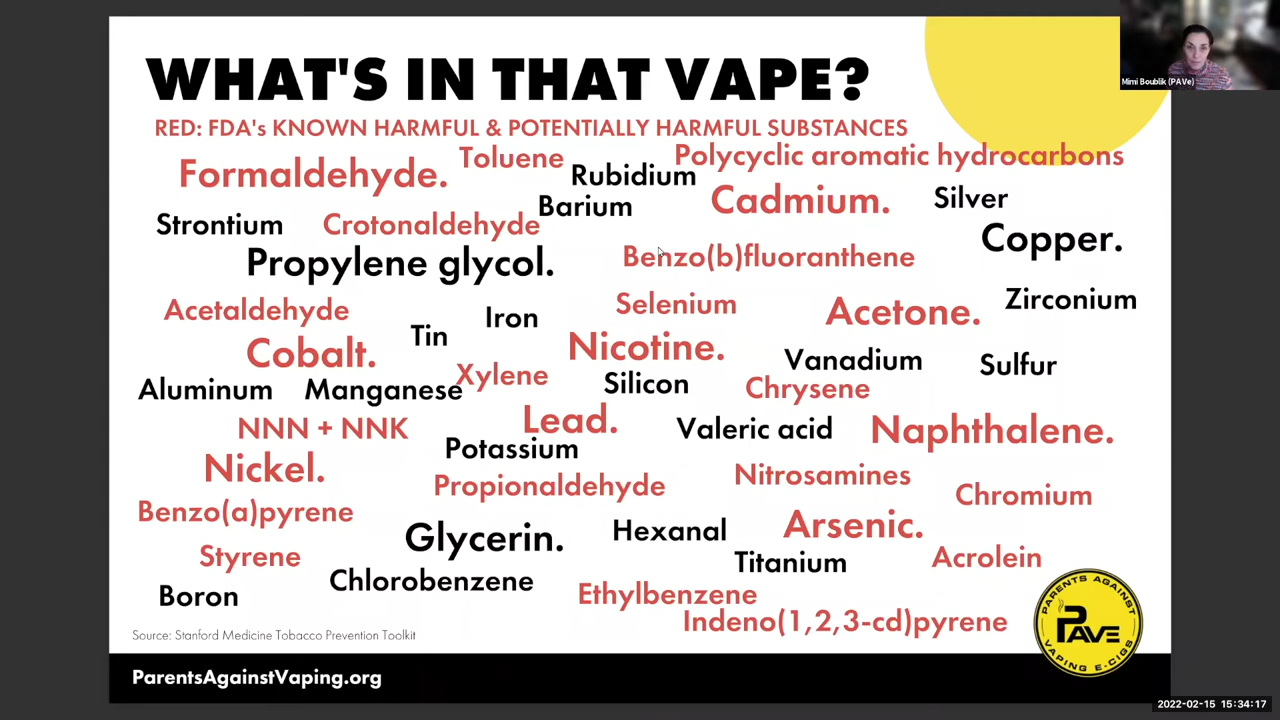 WHAT'S IN THAT VAPE?
Mimi Boublik (PAVe)
RED: FDA's KNOWN HARMFUL & POTENTIALLY HARMFUL SUBSTANCES
Formaldehyde. Toluene Rubidium Polycyclic aromatic hydrocarbons
Strontium Crotonaldehyde Barium Cadmium. Silver
Propylene glycol. Benzo(b)fluoranthene Copper.
Acetaldehyde Iron Selenium Acetone. Zirconium
Cobalt. Tin Nicotine. Vanadium Sulfur
Aluminum Manganese Xylene Silicon Chrysene
NNN + NNK Lead. Valeric acid Naphthalene.
Nickel. Potassium Propionaldehyde Nitrosamines Chromium
Benzo(a)pyrene Glycerin. Hexanal Arsenic.
Styrene Chlorobenzene Titanium Acrolein
Boron Ethylbenzene
Indeno(1,2,3-cd)pyrene
Source: Stanford Medicine Tobacco Prevention Toolkit
PARENTS AGAINST
PAVE
VAPING E-CIGS
ParentsAgainstVaping.org
2022-02-15 15:34:17